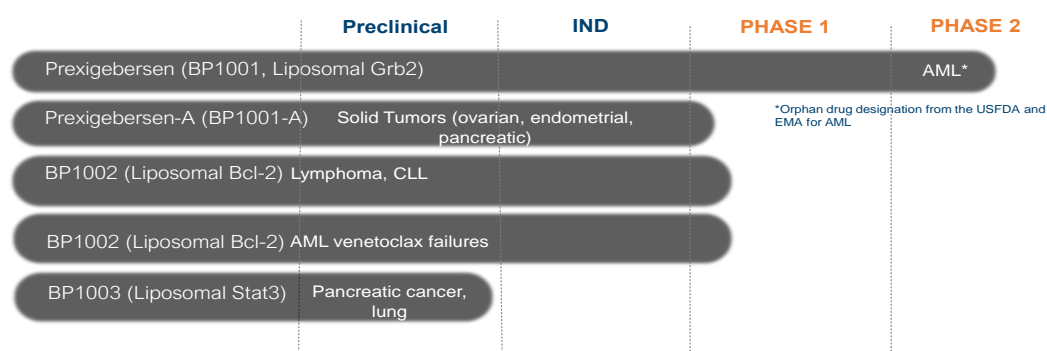 Preclinical IND PHASE 1 PHASE 2
Prexigebersen (BP1001, Liposomal Grb2) AML*
*Orphan drug designation from the USFDA and
EMA for AML
Prexigebersen-A (BP1001-A) Solid Tumors (ovarian, endometrial,
pancreatic)
BP1002 (Liposomal Bcl-2) Lymphoma, CLL
BP1002 (Liposomal Bcl-2) AML venetoclax failures
BP1003 (Liposomal Stat3) Pancreatic cancer,
lung